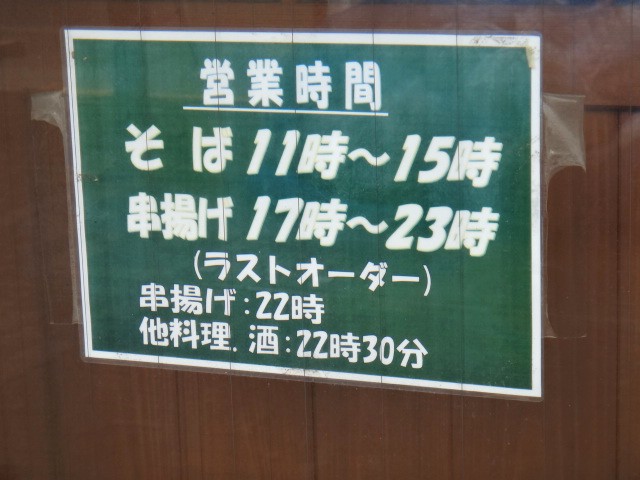 営業時間
そば 11時～15時
串揚げ 17時～23時
(ラストオーダー)
串揚げ:22時
他料理.酒:22時30分